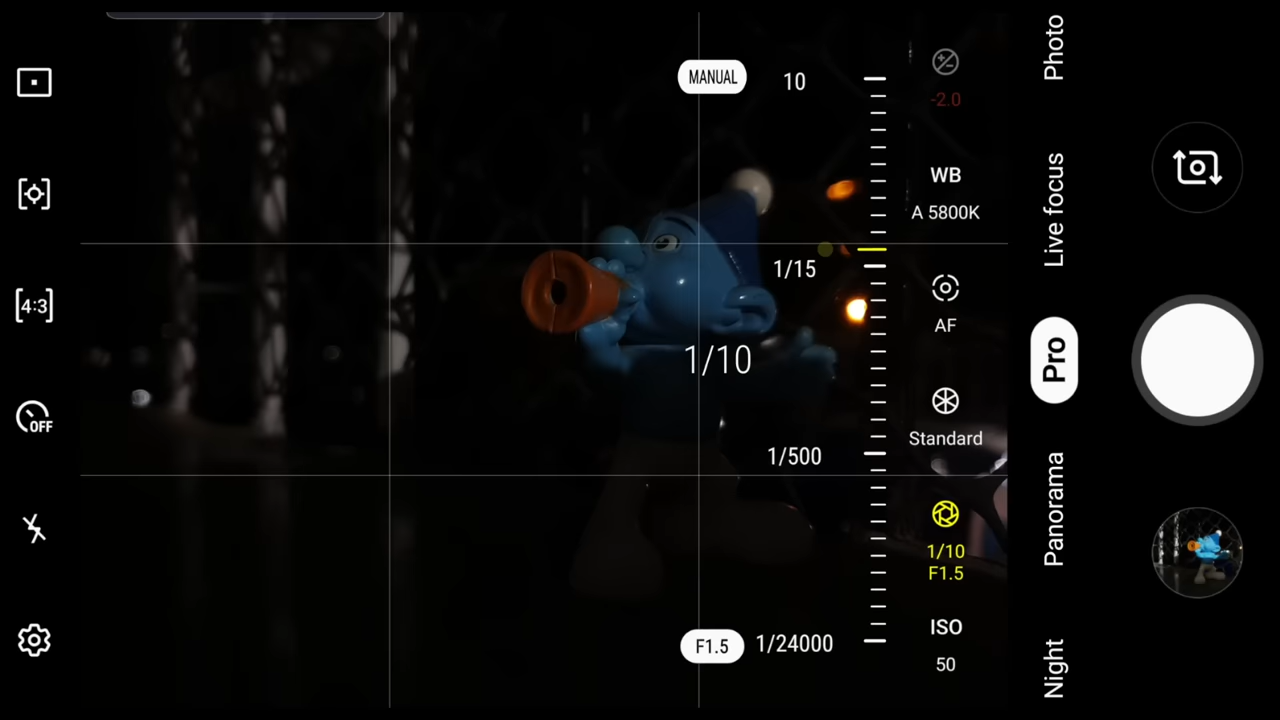 4:3
OFF
MANUAL
10
1/15
1/10
1/500
F1.5
1/24000
-2.0
WB
A 5800K
AF
Standard
1/10
F1.5
ISO
50
Photo
Live focus
Pro
Panorama
Night